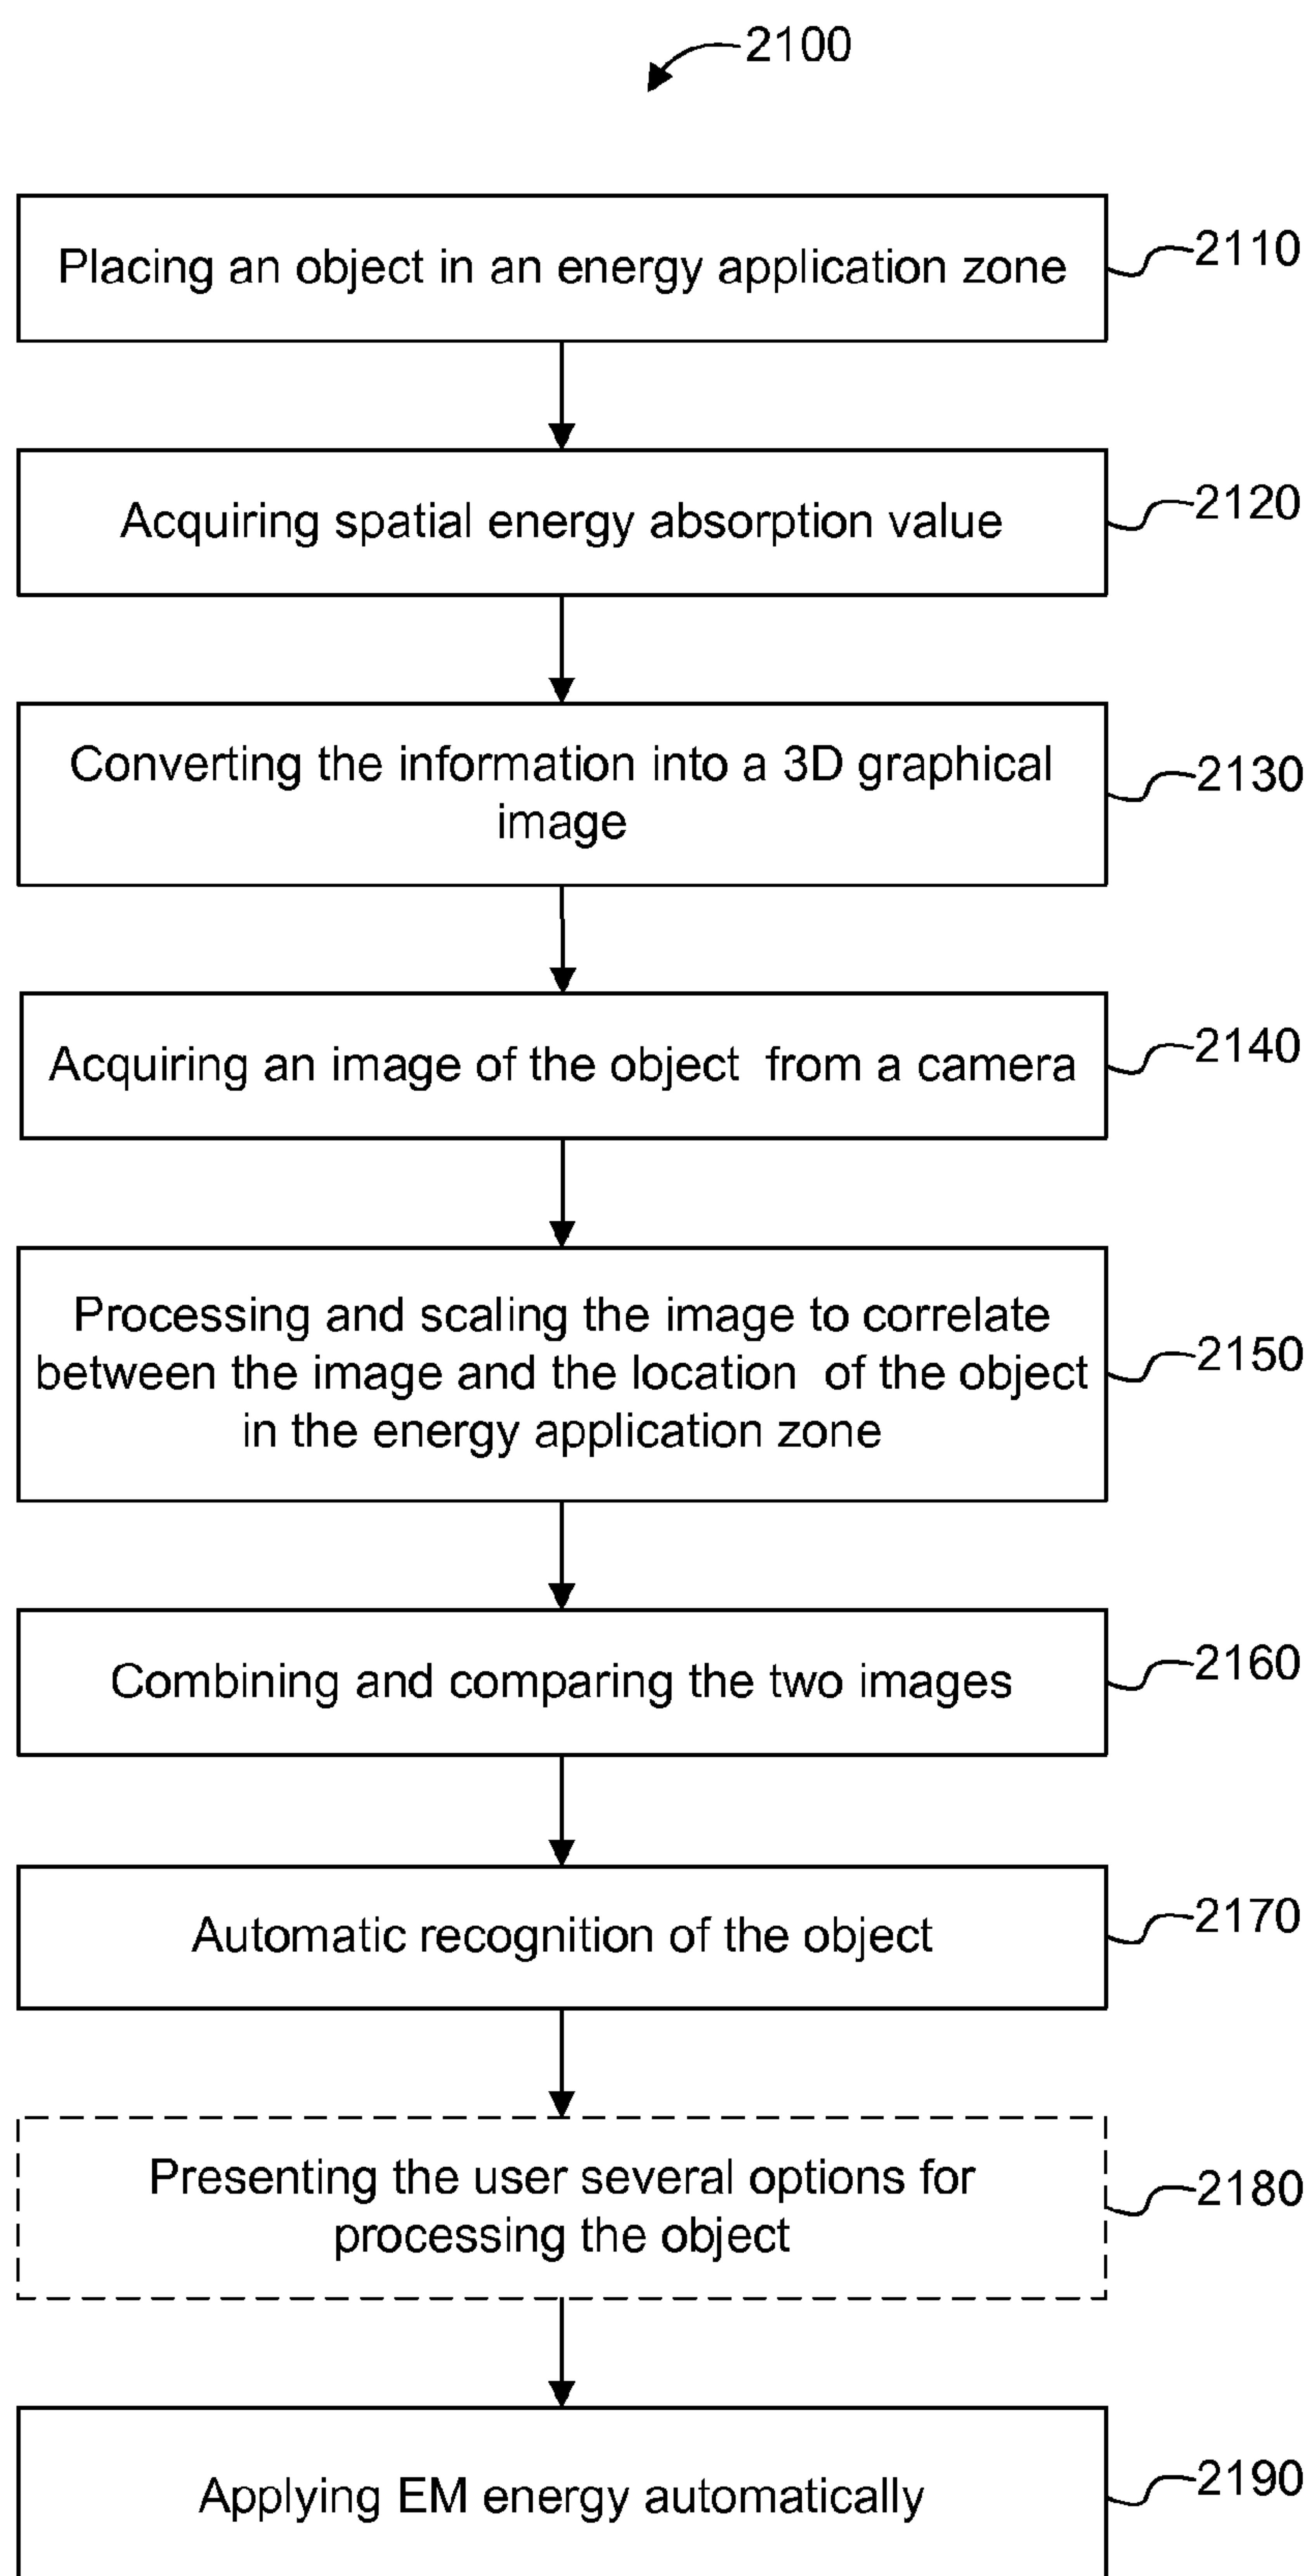 2100
Placing an object in an energy application zone
2110
Acquiring spatial energy absorption value
2120
Converting the information into a 3D graphical
image
2130
Acquiring an image of the object from a camera
2140
Processing and scaling the image to correlate
between the image and the location of the object
in the energy application zone
2150
Combining and comparing the two images
2160
Automatic recognition of the object
2170
Presenting the user several options for
processing the object
2180
Applying EM energy automatically
2190